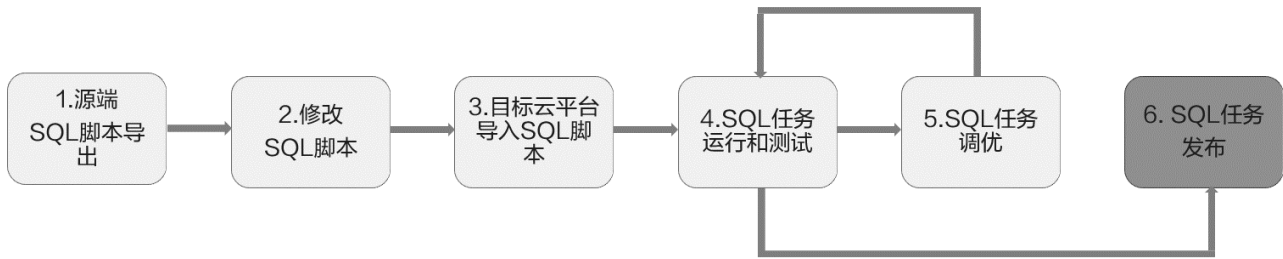 1.源端
SQL脚本导
出
2.修改
SQL脚本
3.目标云平台
导入SQL脚
本
4.SQL任务
运行和测试
5.SQL任务
调优
6. SQL任务
发布